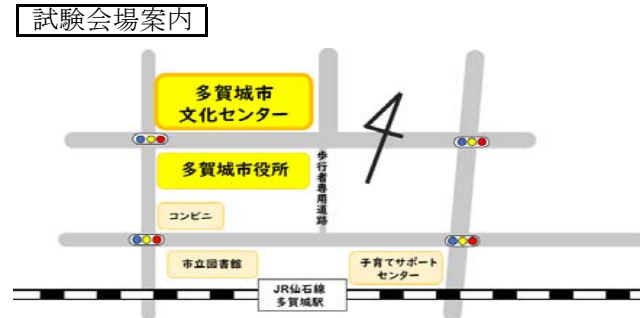 試験会場案内
多賀城市
文化センター
多賀城市役所
歩行者専用道路
コンビニ
市立図書館
子育てサポート
センター
JR仙石線
多賀城駅